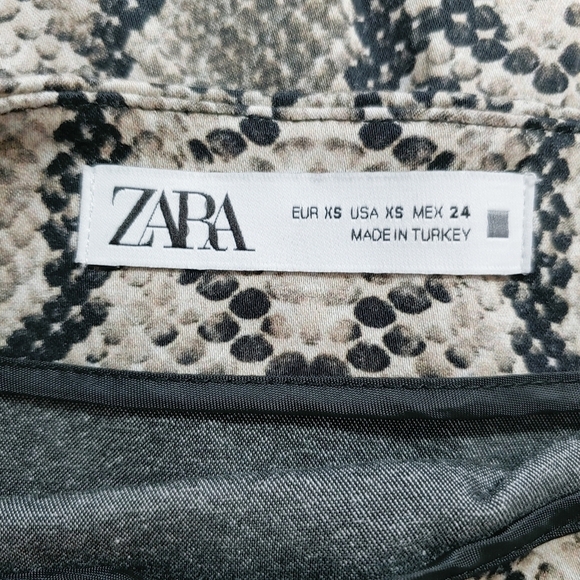 ZARA
EUR XS USA XS MEX 24
MADE IN TURKEY